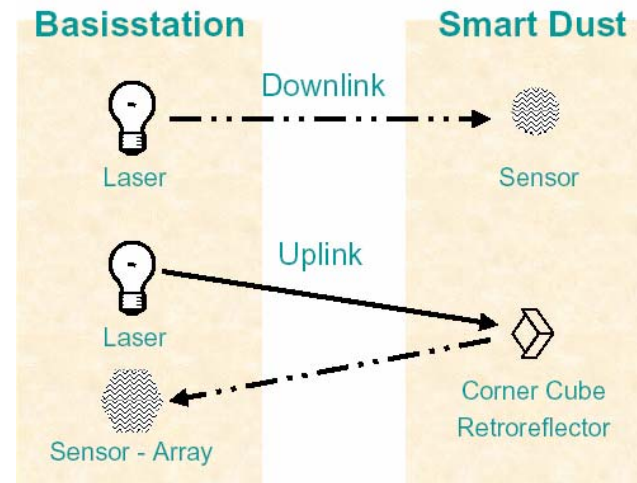 Basisstation
Smart Dust
Downlink
Laser
Sensor
Uplink
Laser
Corner Cube
Retroreflector
Sensor - Array